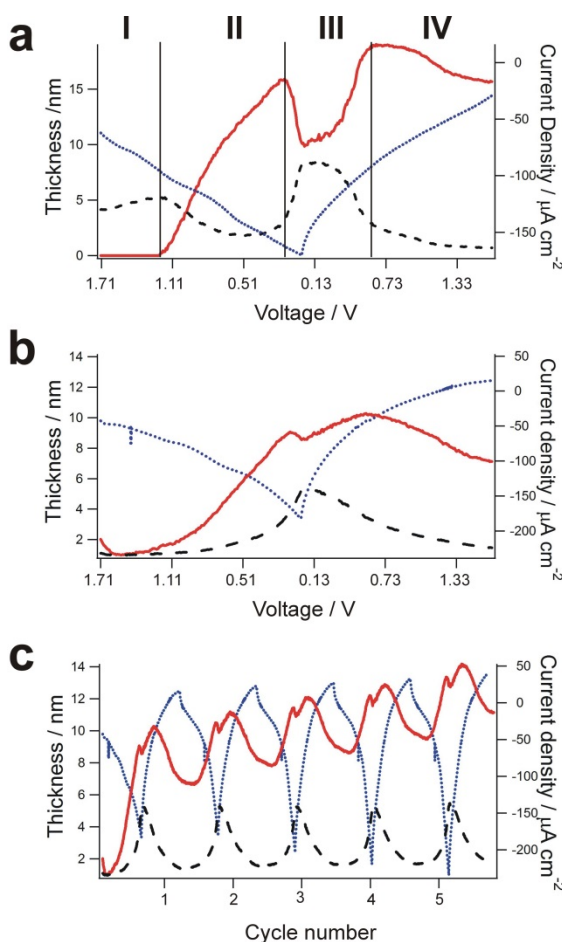 a
I II III IV
15
10
5
0
Thickness /nm
0
-50
-100
-150
Current Density / µA cm-2
1.71 1.11 0.51 0.13 0.73 1.33
Voltage / V
b
14
12
10
8
6
4
2
Thickness / nm
50
0
-50
-100
-150
-200
Current density / µA cm-2
1.71 1.11 0.51 0.13 0.73 1.33
Voltage / V
c
14
12
10
8
6
4
2
Thickness / nm
50
0
-50
-100
-150
-200
Current density / µA cm-2
1 2 3 4 5
Cycle number